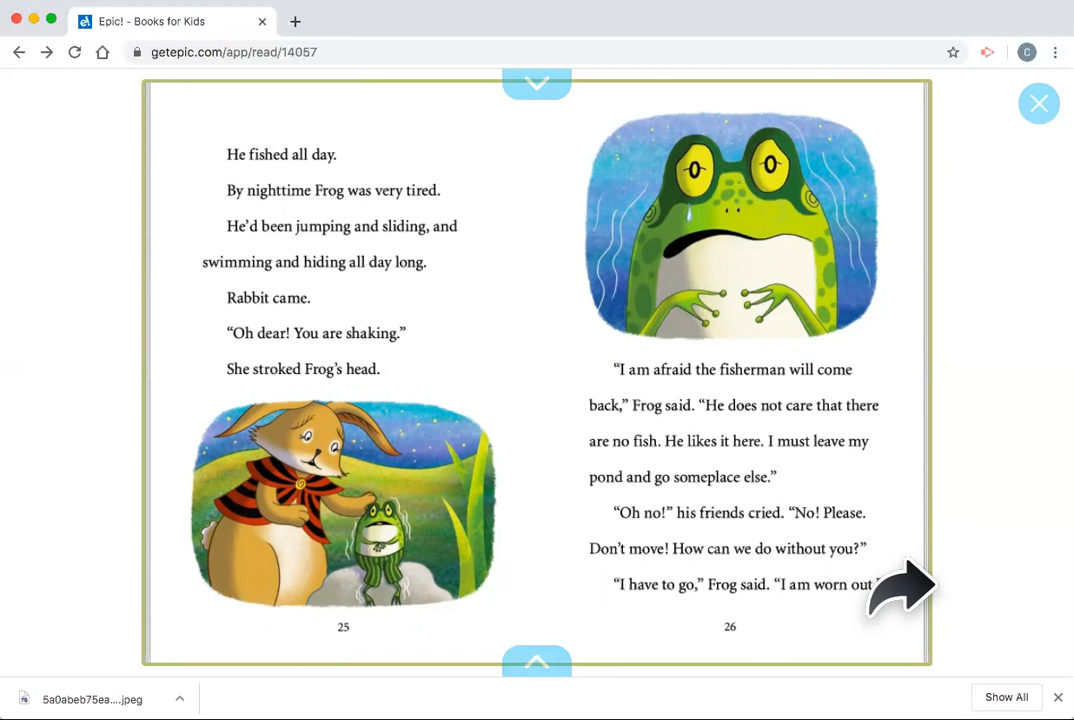 Epic! - Books for Kids
getepic.com/app/read/14057
C
He fished all day.
By nighttime Frog was very tired.
He’d been jumping and sliding, and
swimming and hiding all day long.
Rabbit came.
“Oh dear! You are shaking.”
She stroked Frog’s head.
25
“I am afraid the fisherman will come
back,” Frog said. “He does not care that there
are no fish. He likes it here. I must leave my
pond and go someplace else.”
“Oh no!” his friends cried. “No! Please.
Don’t move! How can we do without you?”
“I have to go,” Frog said. “I am worn out
26
5a0abeb75ea....jpeg
Show All